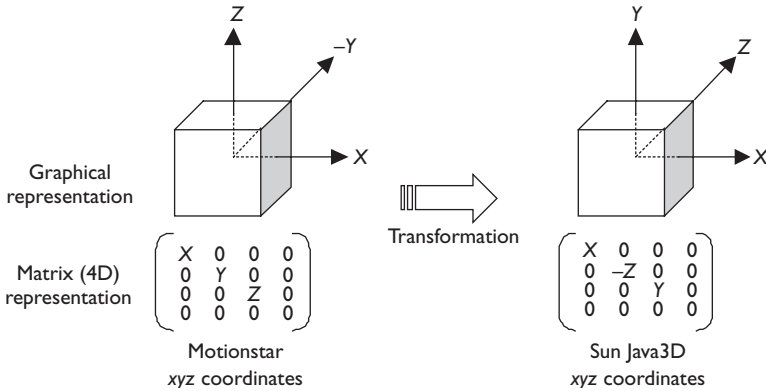 Z
–Y
X
Y
Z
X
Graphical
representation
Transformation
Matrix (4D)
representation
X 0 0 0
0 Y 0 0
0 0 Z 0
0 0 0 0
X 0 0 0
0 –Z 0 0
0 0 Y 0
0 0 0 0
Motionstar
xyz coordinates
Sun Java3D
xyz coordinates